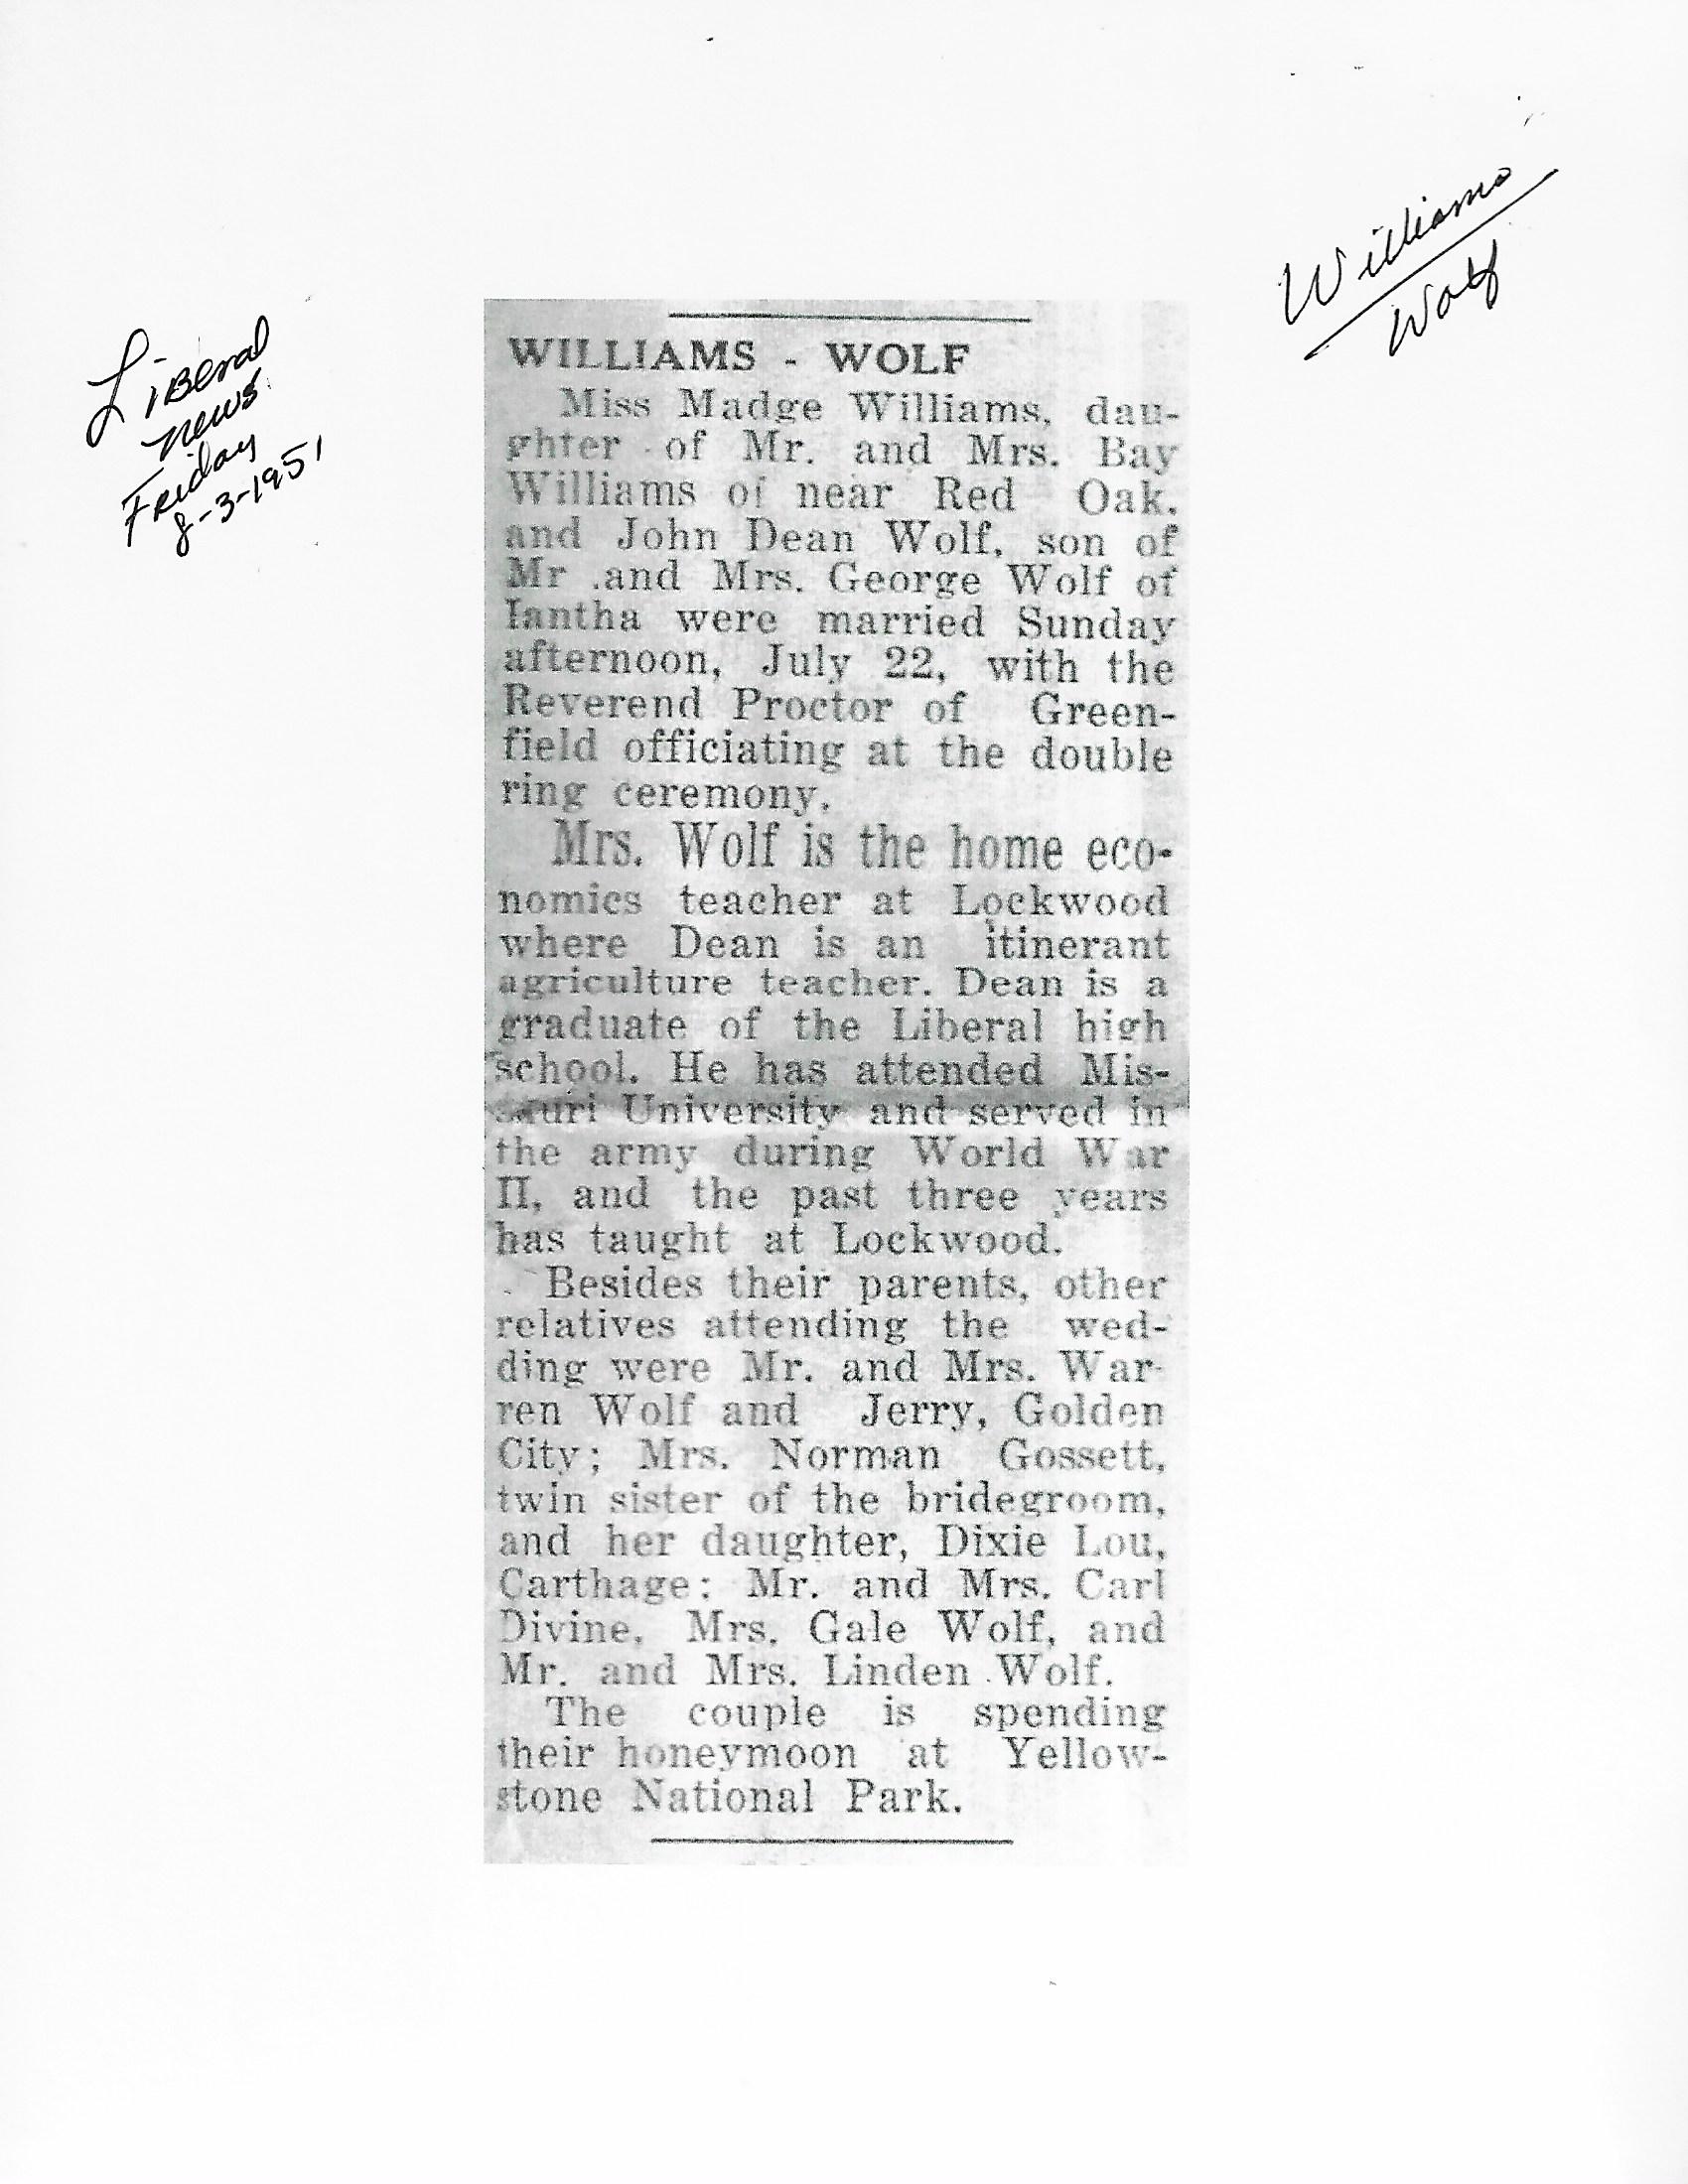 Williams
Wolf
Liberal
news
Friday
8-3-1951
WILLIAMS - WOLF
Miss Madge Williams, dau-
ghter of Mr. and Mrs. Bay
Williams of near Red Oak,
and John Dean Wolf, son of
Mr .and Mrs. George Wolf of
Iantha were married Sunday
afternoon, July 22, with the
Reverend Proctor of Green-
field officiating at the double
ring ceremony.
Mrs. Wolf is the home eco-
nomics teacher at Lockwood
where Dean is an itinerant
agriculture teacher. Dean is a
graduate of the Liberal high
school. He has attended Mis-
souri University and served in
the army during World War
II, and the past three years
has taught at Lockwood.
Besides their parents, other
relatives attending the wed-
ding were Mr. and Mrs. War-
ren Wolf and Jerry, Golden
City; Mrs. Norman Gossett,
twin sister of the bridegroom,
and her daughter, Dixie Lou,
Carthage; Mr. and Mrs. Carl
Divine, Mrs. Gale Wolf, and
Mr. and Mrs. Linden Wolf.
The couple is spending
their honeymoon at Yellow-
stone National Park.